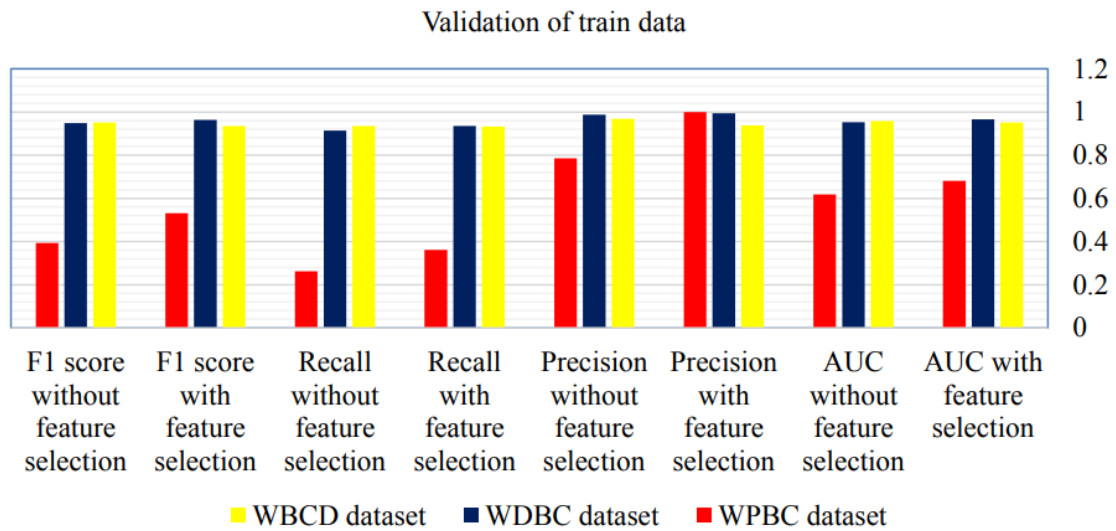 Validation of train data
1.2
1
0.8
0.6
0.4
0.2
0
F1 score
without
feature
selection
F1 score
with
feature
selection
Recall
without
feature
selection
Recall
with
feature
selection
Precision
without
feature
selection
Precision
with
feature
selection
AUC
without
feature
selection
AUC with
feature
selection
WBCD dataset
WDBC dataset
WPBC dataset